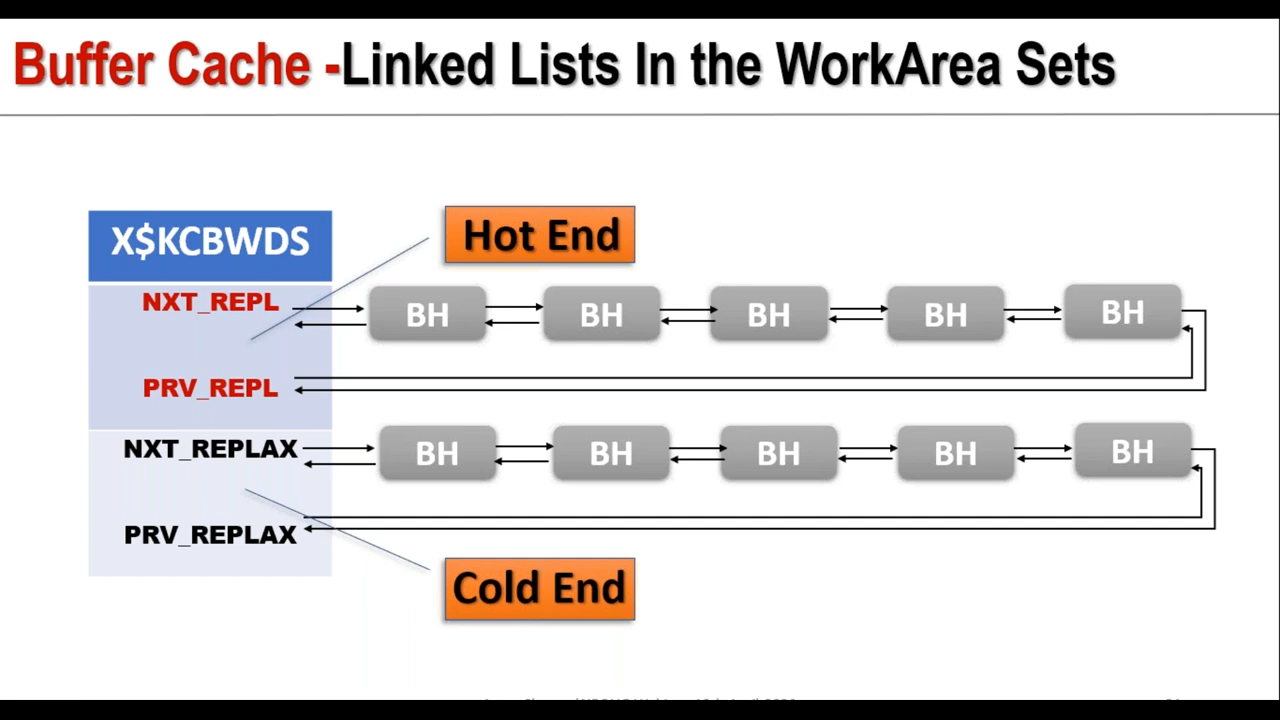 Buffer Cache -Linked Lists In the WorkArea Sets
Hot End
X$KCBWDS
NXT_REPL
BH BH BH BH BH
PRV_REPL
NXT_REPLAX
BH BH BH BH BH
PRV_REPLAX
Cold End